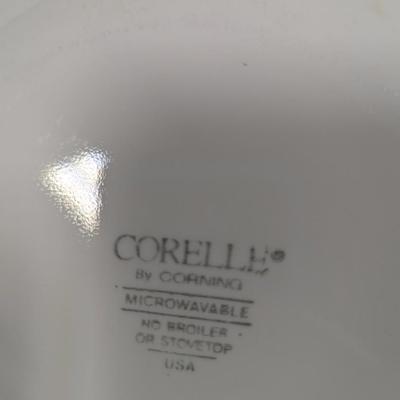 CORELLE®
By CORNING
MICROWAVABLE
NO BROILER
OR STOVETOP
USA